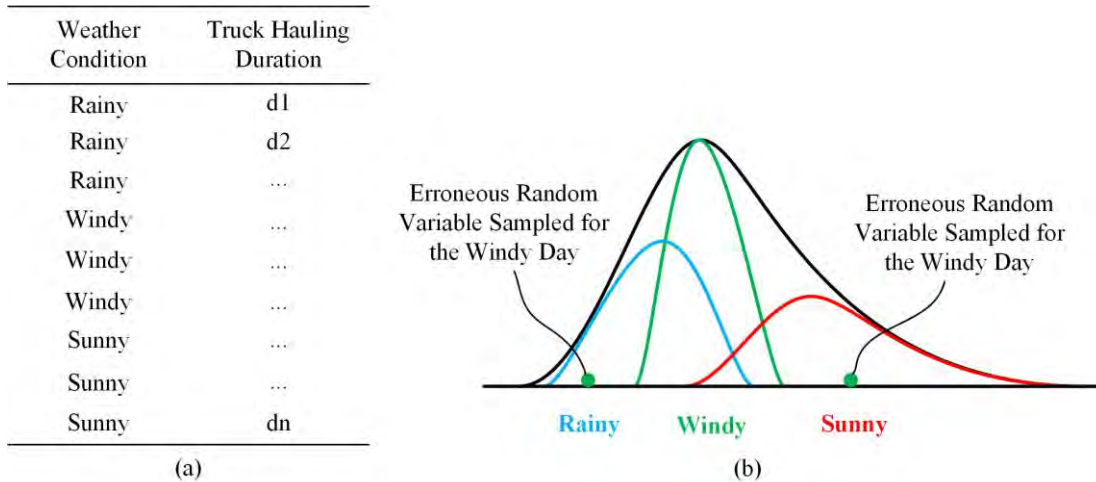 Weather Condition Truck Hauling Duration
Rainy d1
Rainy d2
Rainy ...
Windy ...
Windy ...
Windy ...
Sunny ...
Sunny ...
Sunny dn
(a)
Erroneous Random
Variable Sampled for
the Windy Day
Erroneous Random
Variable Sampled for
the Windy Day
Rainy Windy Sunny
(b)